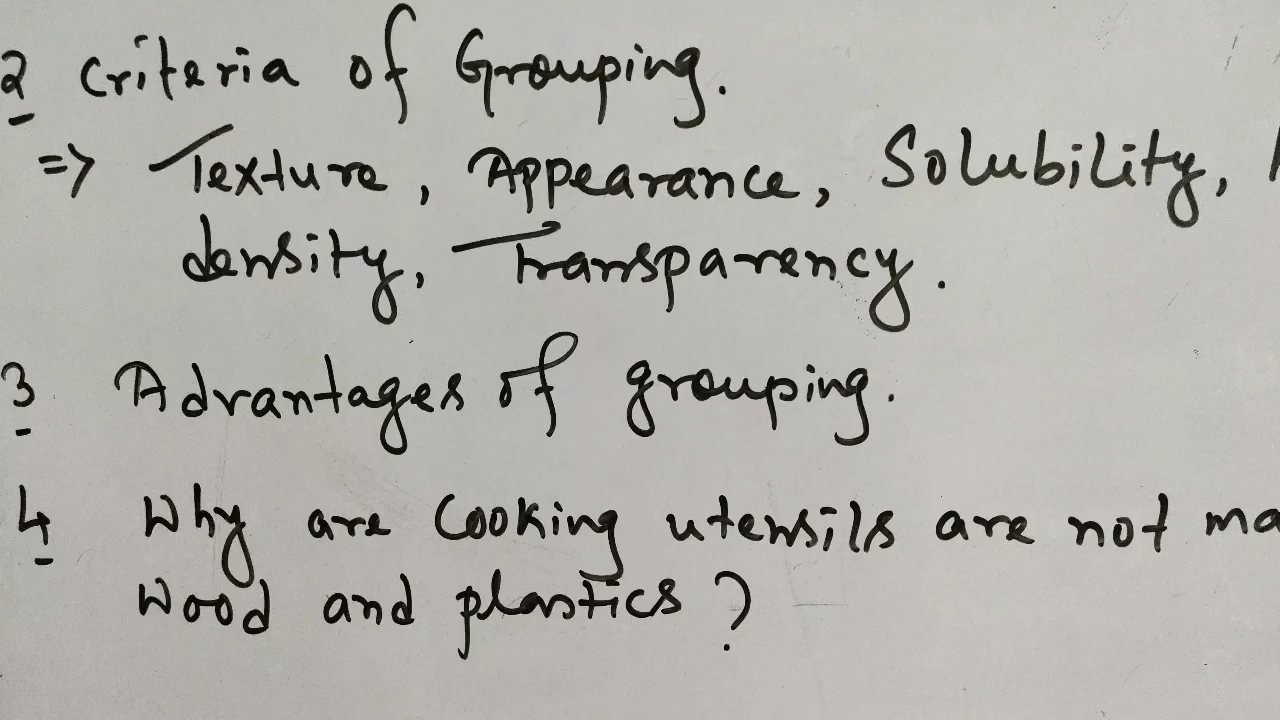 2 Criteria of Grouping.
=> Texture, Appearance, Solubility,
density, Transparency.
3 Advantages of grouping.
4 Why are Cooking utensils are not
Wood and plastics?